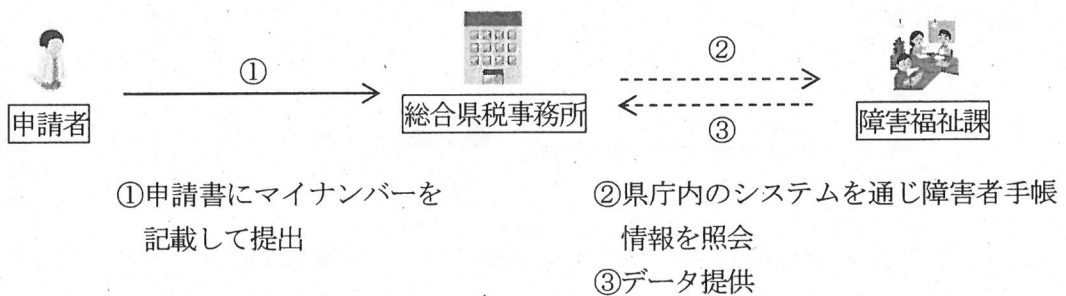 ①
②
③
申請者
総合県税事務所
障害福祉課
①申請書にマイナンバーを
記載して提出
②県庁内のシステムを通じ障害者手帳
情報を照会
③データ提供